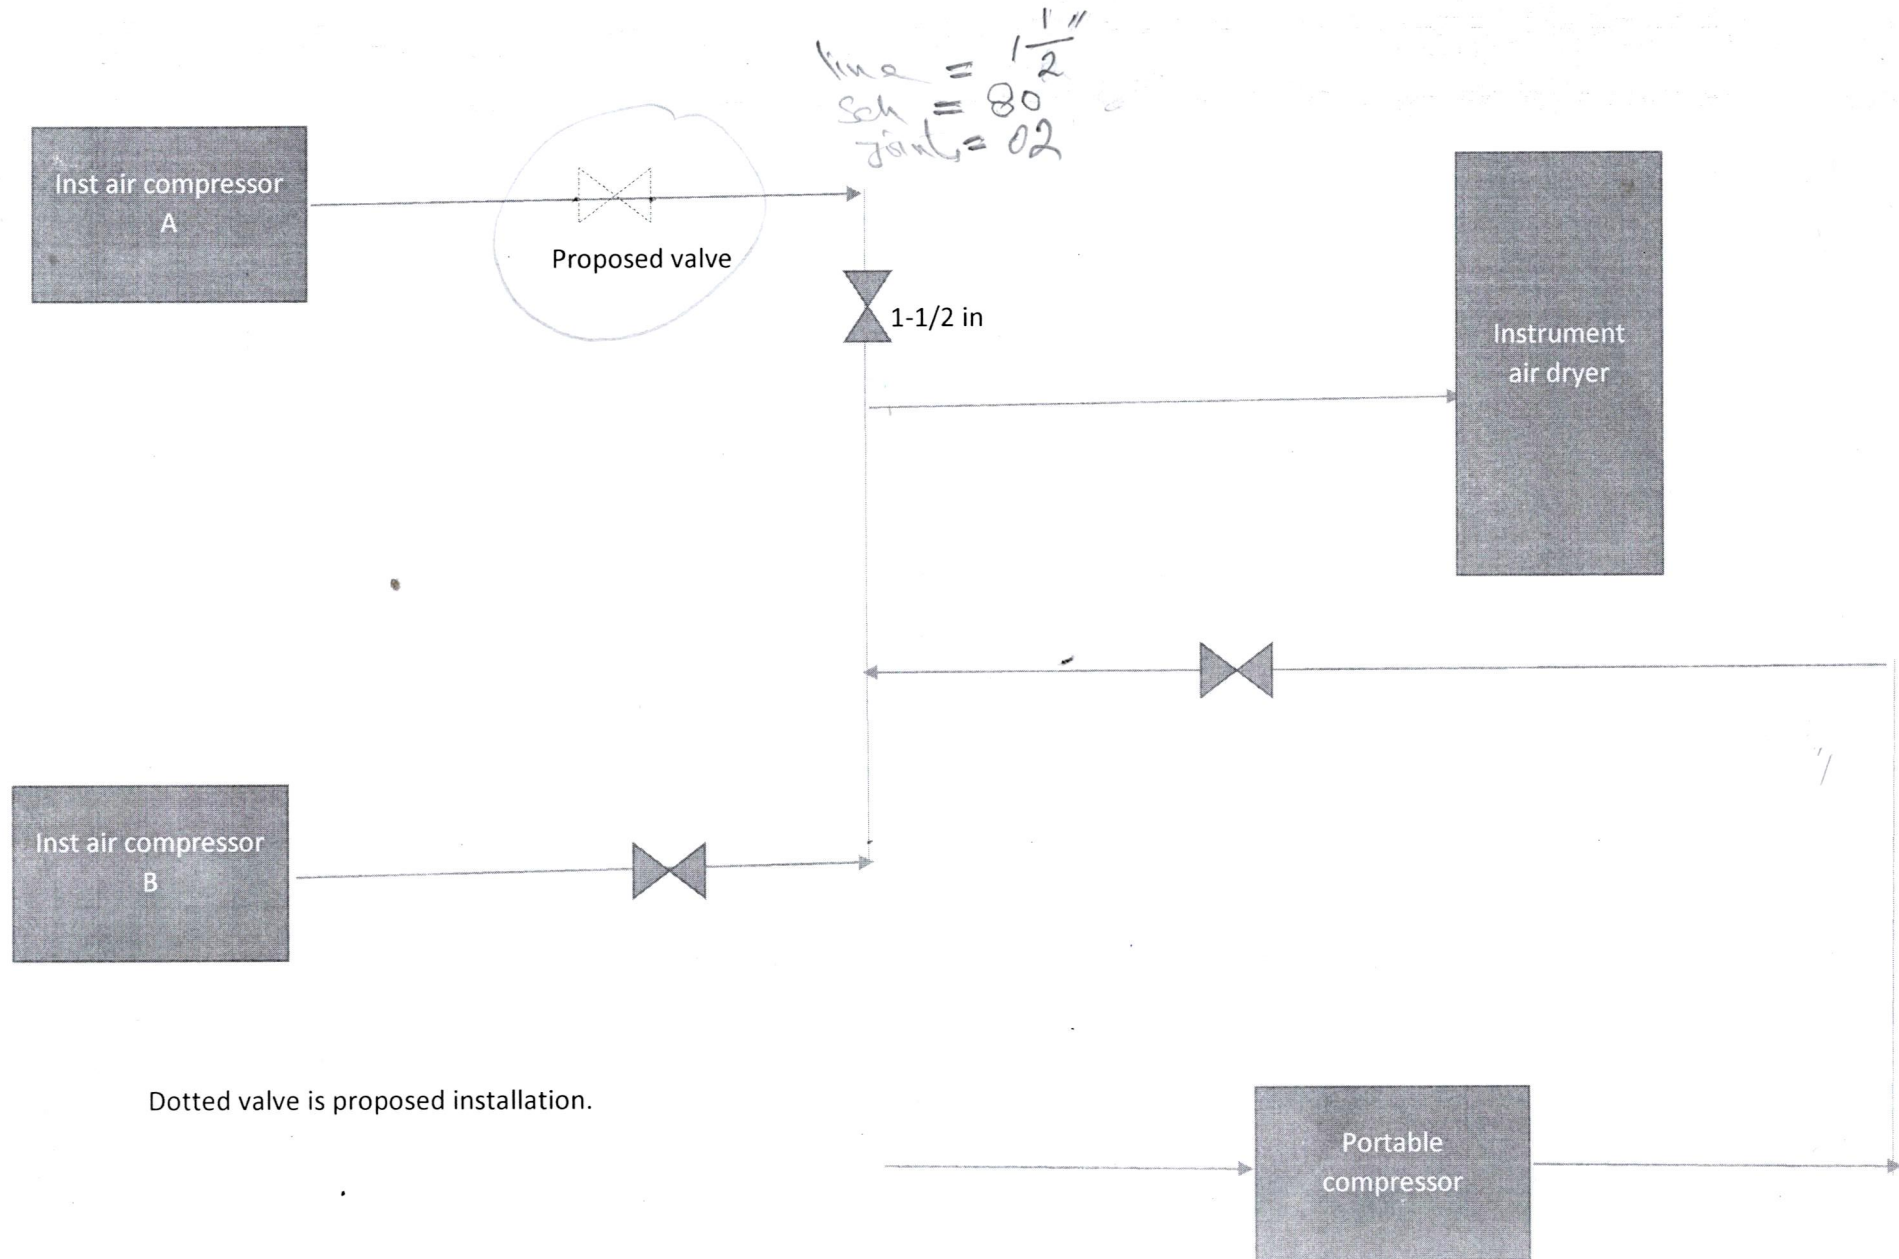 line = 1 1/2"
Sch = 80
joints = 02
Inst air compressor
A
Proposed valve
1-1/2 in
Instrument
air dryer
Inst air compressor
B
Dotted valve is proposed installation.
Portable
compressor